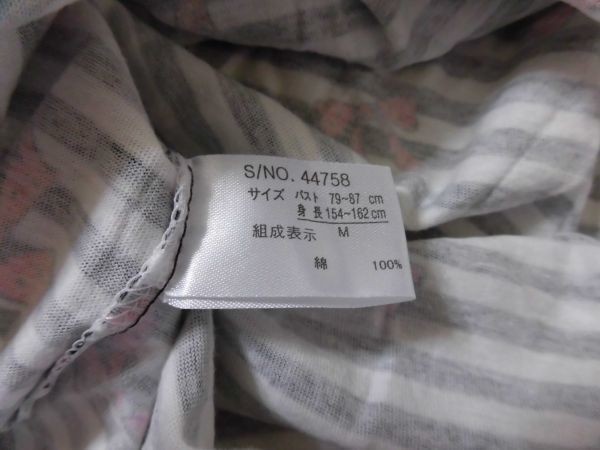 S/NO. 44758
サイズ バスト 79~87 cm
身長 154~162 cm
組成表示 M
綿 100%